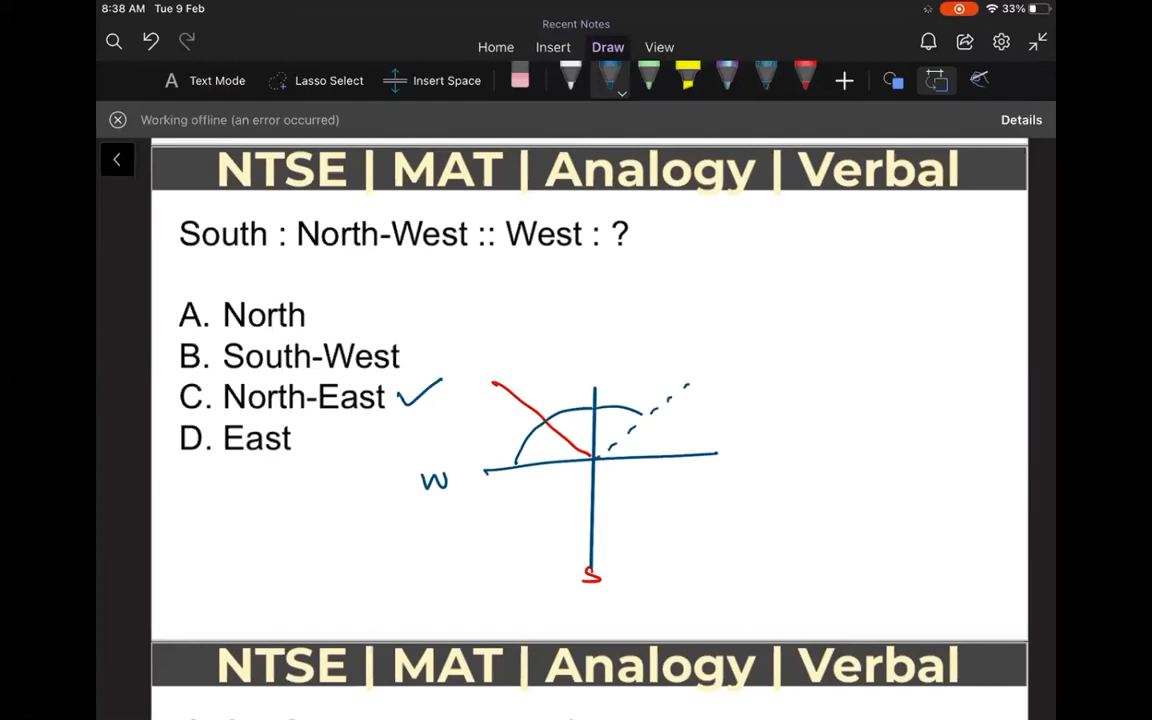 8:38 AM Tue 9 Feb
33%
Recent Notes
Home Insert Draw View
Text Mode Lasso Select Insert Space
Working offline (an error occurred) Details
NTSE | MAT | Analogy | Verbal
South : North-West :: West : ?
A. North
B. South-West
C. North-East
D. East
W
S
NTSE | MAT | Analogy | Verbal